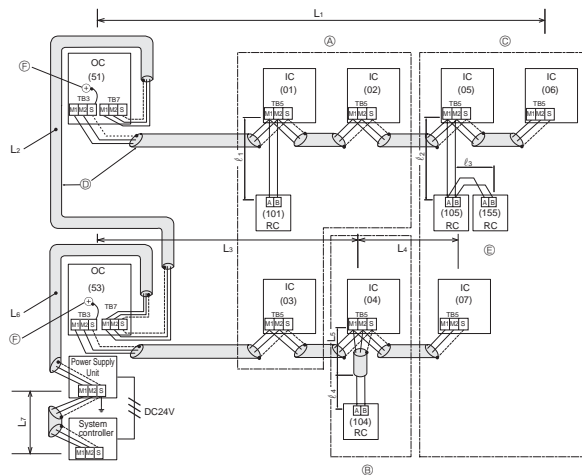 L1
Ⓐ
Ⓒ
OC
(51)
Ⓕ
TB3
TB7
M1 M2 S
M1 M2 S
IC
(01)
TB5
M1 M2 S
IC
(02)
TB5
M1 M2 S
IC
(05)
TB5
M1 M2 S
IC
(06)
TB5
M1 M2 S
L2
Ⓓ
ℓ1
ℓ2
ℓ3
A B
(101)
RC
A B
(105)
RC
A B
(155)
RC
Ⓔ
L3
L4
OC
(53)
L6
Ⓕ
TB3
TB7
M1 M2 S
M1 M2 S
IC
(03)
TB5
M1 M2 S
IC
(04)
TB5
M1 M2 S
IC
(07)
TB5
M1 M2 S
L5
ℓ4
A B
(104)
RC
Ⓑ
Power Supply
Unit
M1 M2 S
DC24V
L7
System
controller
M1 M2 S